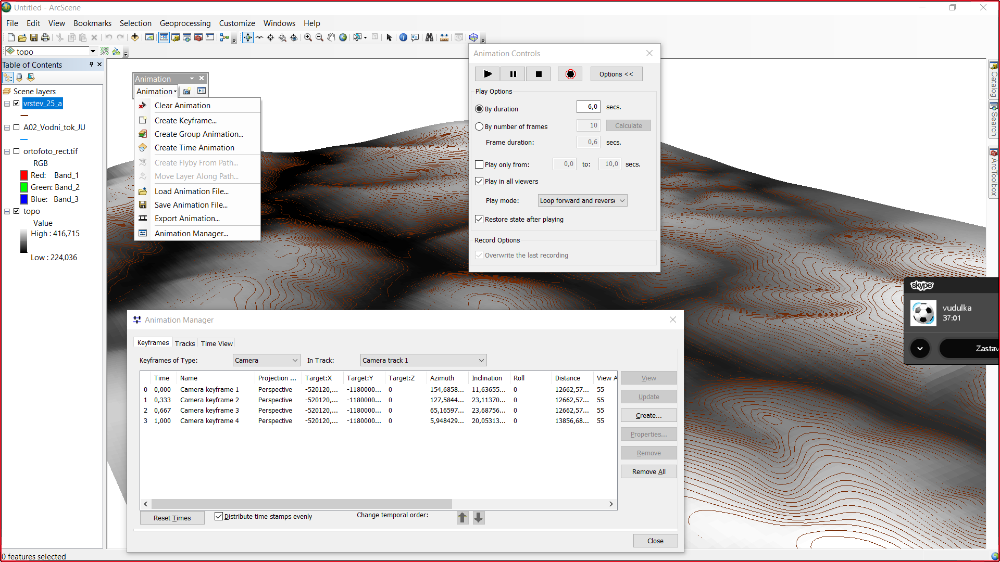 Untitled - ArcScene
File Edit View Bookmarks Selection Geoprocessing Customize Windows Help
topo
Table of Contents
Scene layers
vrstev_25_a
A02_Vodni_tok_JU
ortofoto_rect.tif
RGB
Red: Band_1
Green: Band_2
Blue: Band_3
topo
Value
High : 416,715
Low : 224,036
Animation
Animation
Clear Animation
Create Keyframe...
Create Group Animation...
Create Time Animation
Create Flyby From Path...
Move Layer Along Path...
Load Animation File...
Save Animation File...
Export Animation...
Animation Manager...
Animation Controls
Options <<
Play Options
By duration 6,0 secs.
By number of frames 10 Calculate
Frame duration: 0,6 secs.
Play only from: 0,0 to: 10,0 secs.
Play in all viewers
Play mode: Loop forward and reverse
Restore state after playing
Record Options
Overwrite the last recording
Catalog
Search
ArcToolbox
skype
vudulka
37:01
Zastav
Animation Manager
Keyframes Tracks Time View
Keyframes of Type: Camera In Track: Camera track 1
Time Name Projection ... Target:X Target:Y Target:Z Azimuth Inclination Roll Distance View A
0 0,000 Camera keyframe 1 Perspective -520120,... -1180000... 0 154,6858... 11,63655... 0 12662,57... 55
1 0,333 Camera keyframe 2 Perspective -520120,... -1180000... 0 127,5844... 23,11370... 0 12662,57... 55
2 0,667 Camera keyframe 3 Perspective -520120,... -1180000... 0 65,16597... 23,68756... 0 12662,57... 55
3 1,000 Camera keyframe 4 Perspective -520120,... -1180000... 0 5,948429... 20,05313... 0 13856,68... 55
View
Update
Create...
Properties...
Remove
Remove All
Reset Times Distribute time stamps evenly Change temporal order:
Close
0 features selected